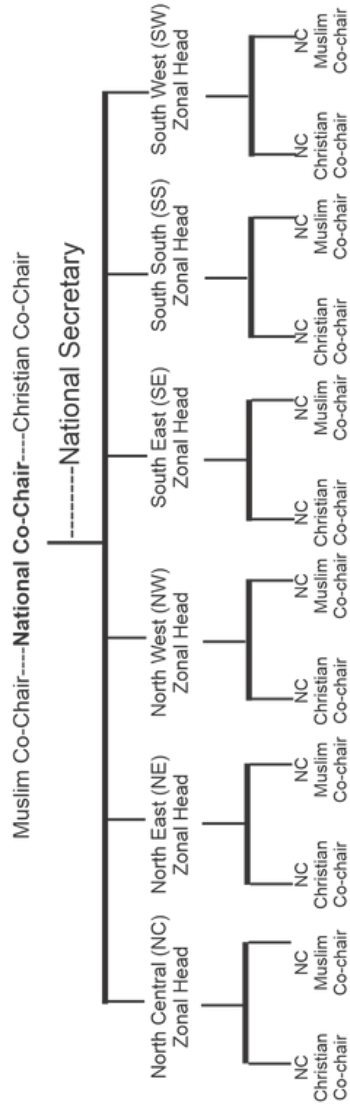 Muslim Co-Chair----National Co-Chair----Christian Co-Chair
--------National Secretary
North Central (NC)
Zonal Head
North East (NE)
Zonal Head
North West (NW)
Zonal Head
South East (SE)
Zonal Head
South South (SS)
Zonal Head
South West (SW)
Zonal Head
NC
Christian
Co-chair
NC
Muslim
Co-chair
NC
Christian
Co-chair
NC
Muslim
Co-chair
NC
Christian
Co-chair
NC
Muslim
Co-chair
NC
Christian
Co-chair
NC
Muslim
Co-chair
NC
Christian
Co-chair
NC
Muslim
Co-chair
NC
Christian
Co-chair
NC
Muslim
Co-chair